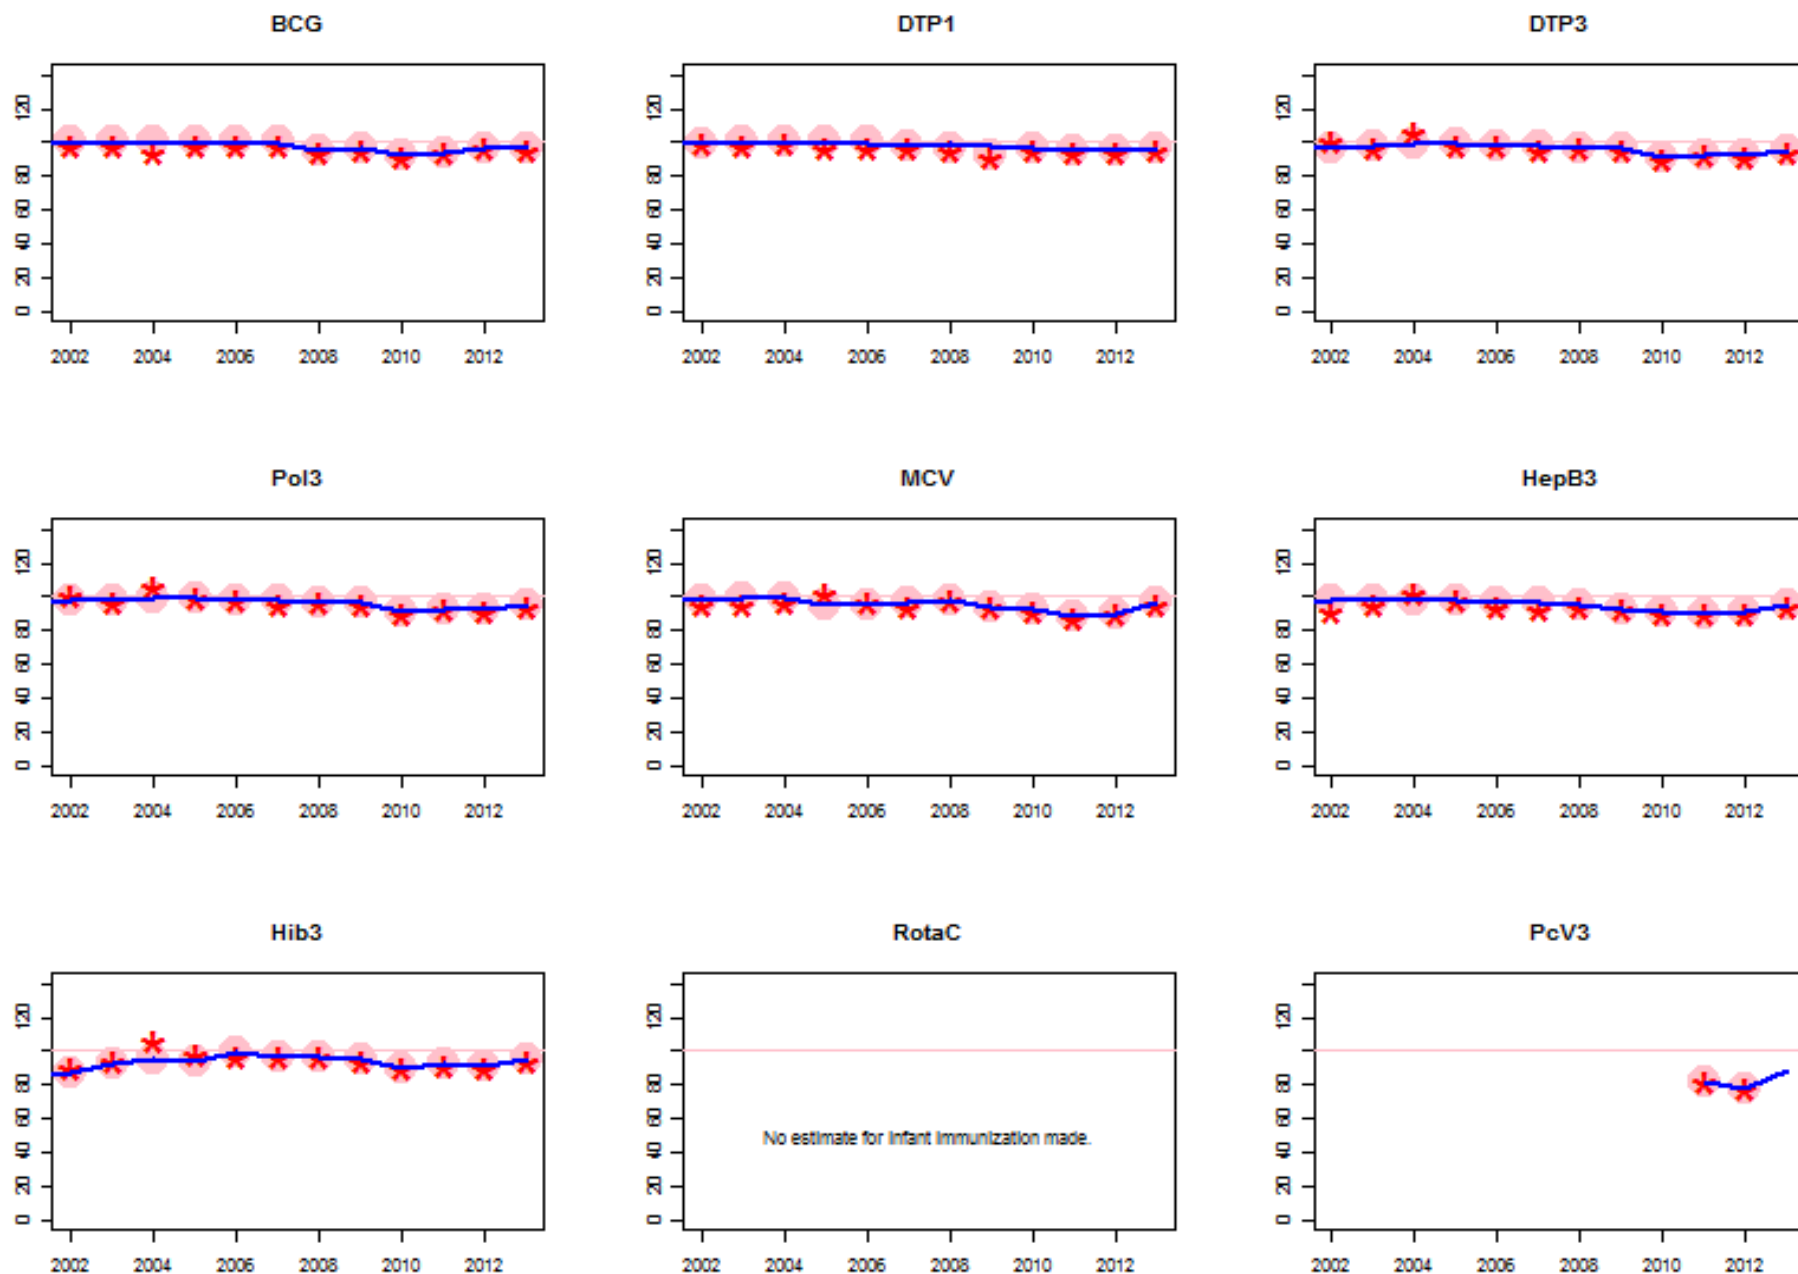 BCG DTP1 DTP3
120 120 120
80 80 80
60 60 60
40 40 40
20 20 20
0 0 0
2002 2004 2006 2008 2010 2012 2002 2004 2006 2008 2010 2012 2002 2004 2006 2008 2010 2012
Pol3 MCV HepB3
120 120 120
80 80 80
60 60 60
40 40 40
20 20 20
0 0 0
2002 2004 2006 2008 2010 2012 2002 2004 2006 2008 2010 2012 2002 2004 2006 2008 2010 2012
Hib3 RotaC PcV3
120 120 120
80 80 80
60 60 60
No estimate for infant immunization made.
40 40 40
20 20 20
0 0 0
2002 2004 2006 2008 2010 2012 2002 2004 2006 2008 2010 2012 2002 2004 2006 2008 2010 2012